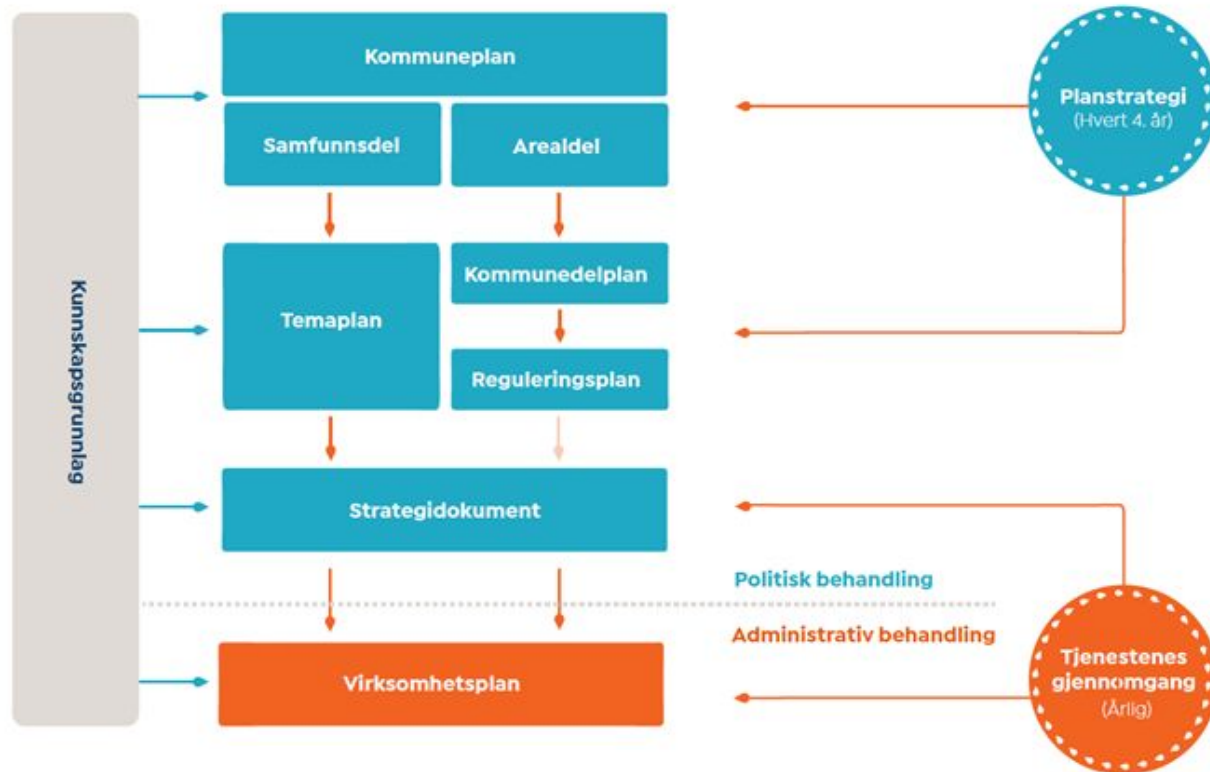 Kommuneplan
Planstrategi
(Hvert 4. år)
Samfunnsdel
Arealdel
Kunnskapsgrunnlag
Temaplan
Kommunedelplan
Reguleringsplan
Strategidokument
Politisk behandling
Administrativ behandling
Virksomhetsplan
Tjenestenes
gjennomgang
(Årlig)